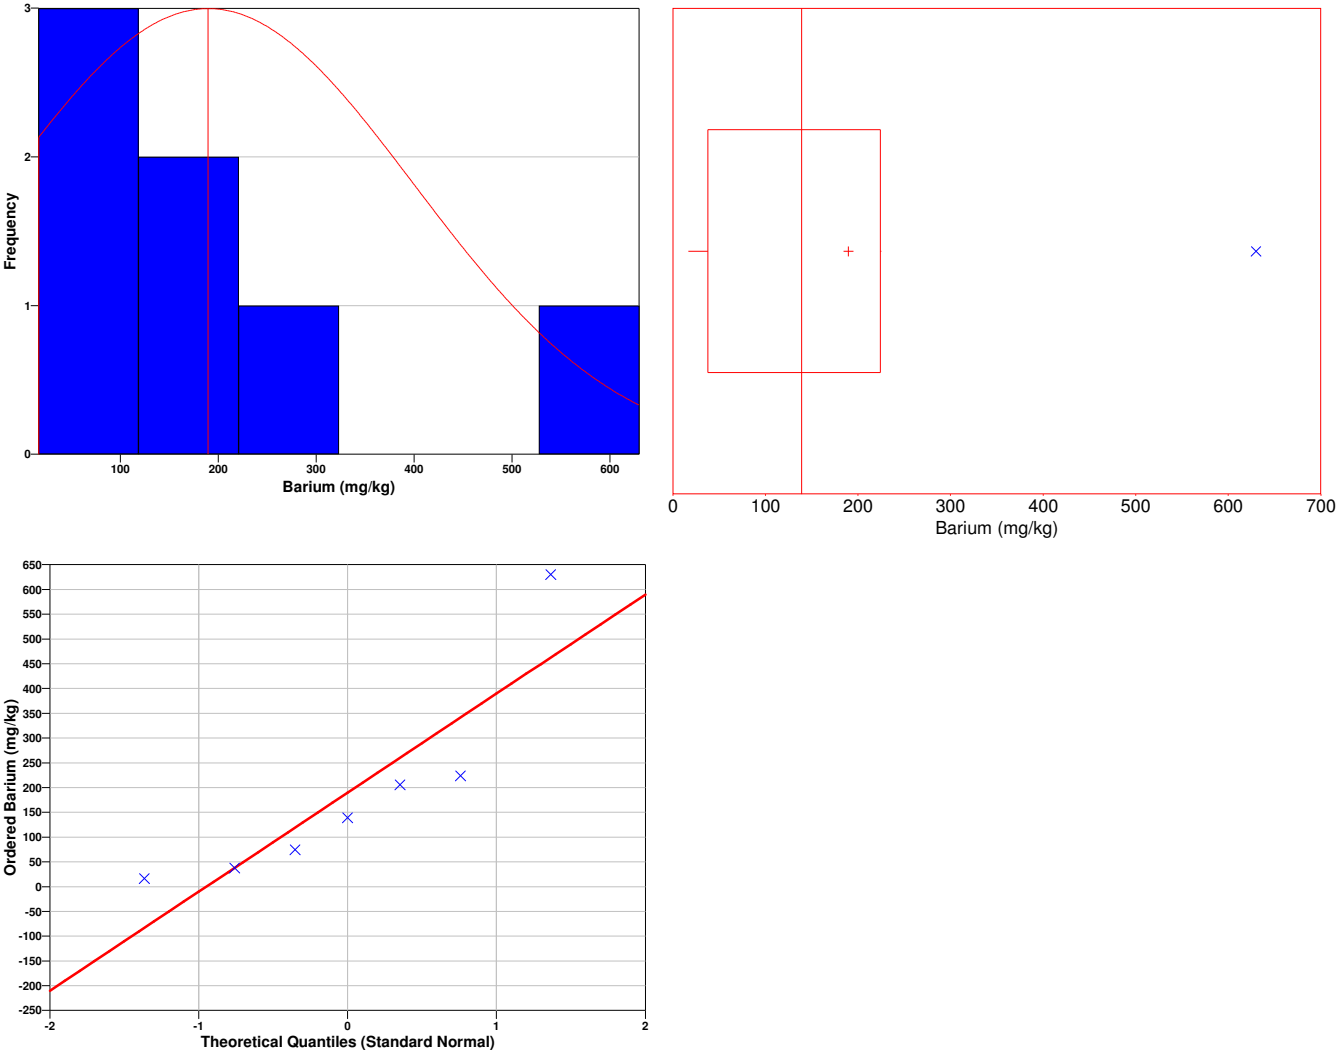 3
2
1
0
Frequency
100 200 300 400 500 600
Barium (mg/kg)
0 100 200 300 400 500 600 700
Barium (mg/kg)
650
600
550
500
450
400
350
300
250
200
150
100
50
0
-50
-100
-150
-200
-250
Ordered Barium (mg/kg)
-2 -1 0 1 2
Theoretical Quantiles (Standard Normal)